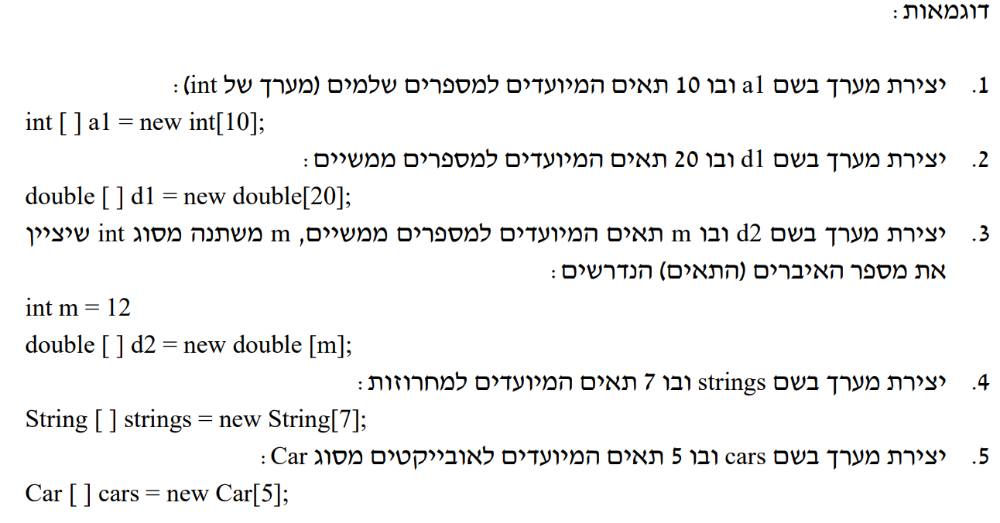 דוגמאות:
1. יצירת מערך בשם a1 ובו 10 תאים המיועדים למספרים שלמים (מערך של int):
int [ ] a1 = new int[10];
2. יצירת מערך בשם d1 ובו 20 תאים המיועדים למספרים ממשיים:
double [ ] d1 = new double[20];
3. יצירת מערך בשם d2 ובו m תאים המיועדים למספרים ממשיים, m משתנה מסוג int שיציין
את מספר האיברים (התאים) הנדרשים:
int m = 12
double [ ] d2 = new double [m];
4. יצירת מערך בשם strings ובו 7 תאים המיועדים למחרוזות:
String [ ] strings = new String[7];
5. יצירת מערך בשם cars ובו 5 תאים המיועדים לאובייקטים מסוג Car:
Car [ ] cars = new Car[5];